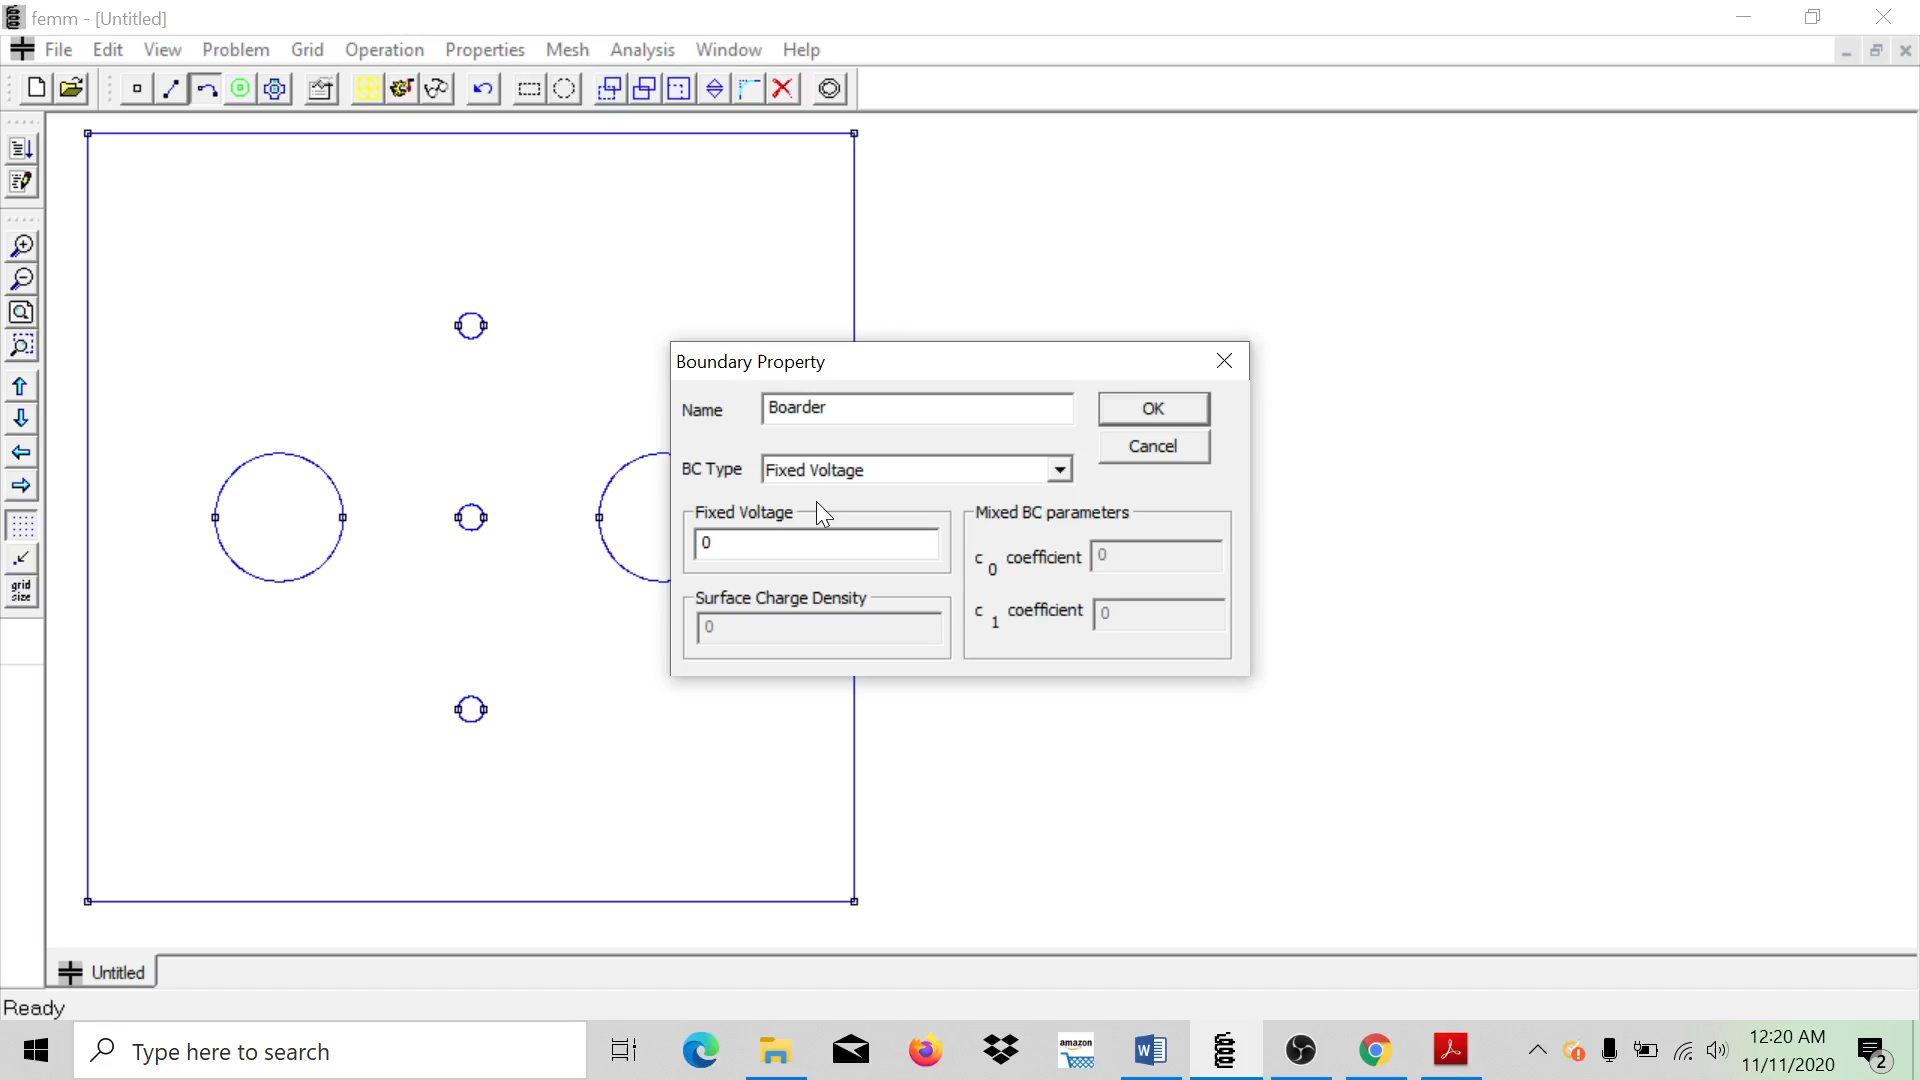 femm - [Untitled]
File Edit View Problem Grid Operation Properties Mesh Analysis Window Help
grid
size
Boundary Property
Name Boarder OK
Cancel
BC Type Fixed Voltage
Fixed Voltage Mixed BC parameters
0
c 0 coefficient 0
Surface Charge Density
0
c 1 coefficient 0
Untitled
Ready
Type here to search
amazon
12:20 AM
11/11/2020
2